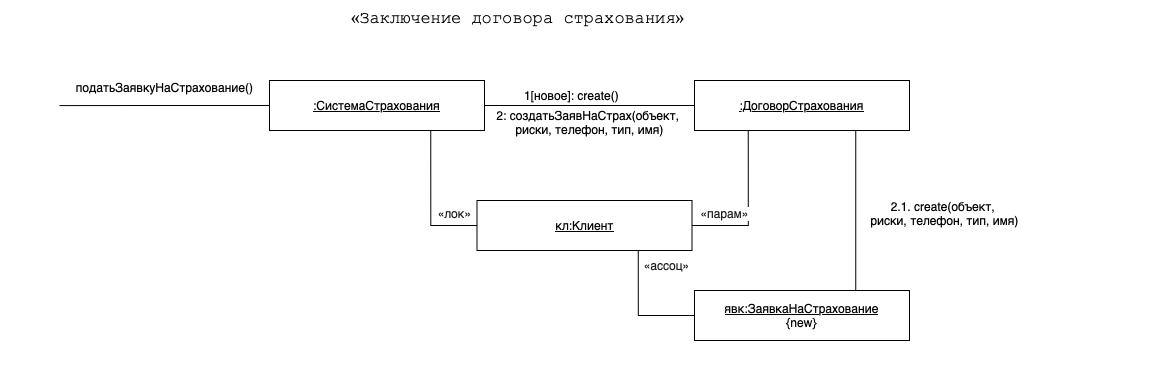 «Заключение договора страхования»
податьЗаявкуНаСтрахование()
:СистемаСтрахования
1[новое]: create()
2: создатьЗаявНаСтрах(объект,
риски, телефон, тип, имя)
:ДоговорСтрахования
«лок»
кл:Клиент
«парам»
2.1. create(объект,
риски, телефон, тип, имя)
«ассоц»
явк:ЗаявкаНаСтрахование
{new}